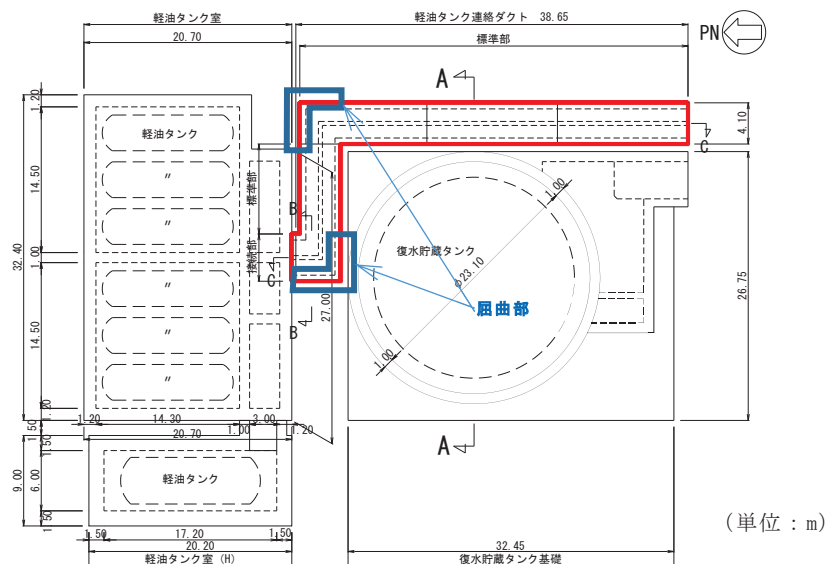 軽油タンク室
軽油タンク連絡ダクト 38.65
20.70
標準部
PN
A
1.20
軽油タンク
4.10
C
〃
14.50
標準部
1.00
〃
B
32.40
接続部
復水貯蔵タンク
1.00
φ23.10
C
26.75
〃
27.00
屈曲部
14.50
〃
B
1.00
〃
1.20
1.20
14.30
3.00
1.50
20.70
1.00
1.20
A
1.50
9.00
6.00
軽油タンク
(単位：m)
1.50
1.50
17.20
1.50
20.20
32.45
軽油タンク室(H)
復水貯蔵タンク基礎